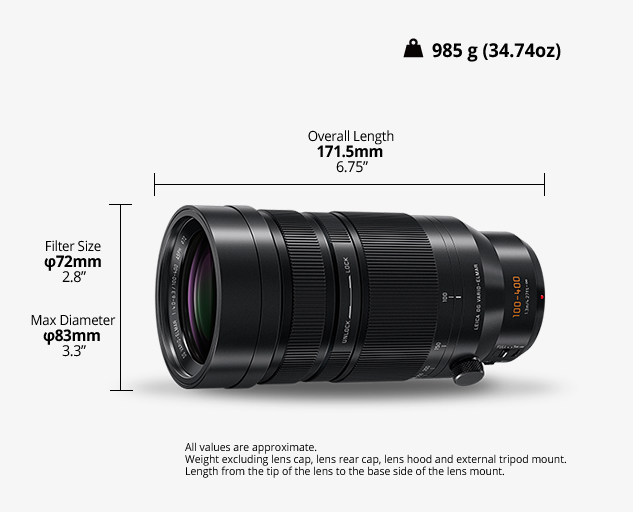 985 g (34.74oz)
Overall Length
171.5mm
6.75”
Filter Size
φ72mm
2.8”
Max Diameter
φ83mm
3.3”
LOCK
UNLOCK
100
150
LEICA DG VARIO-ELMAR
100-400
All values are approximate.
Weight excluding lens cap, lens rear cap, lens hood and external tripod mount.
Length from the tip of the lens to the base side of the lens mount.